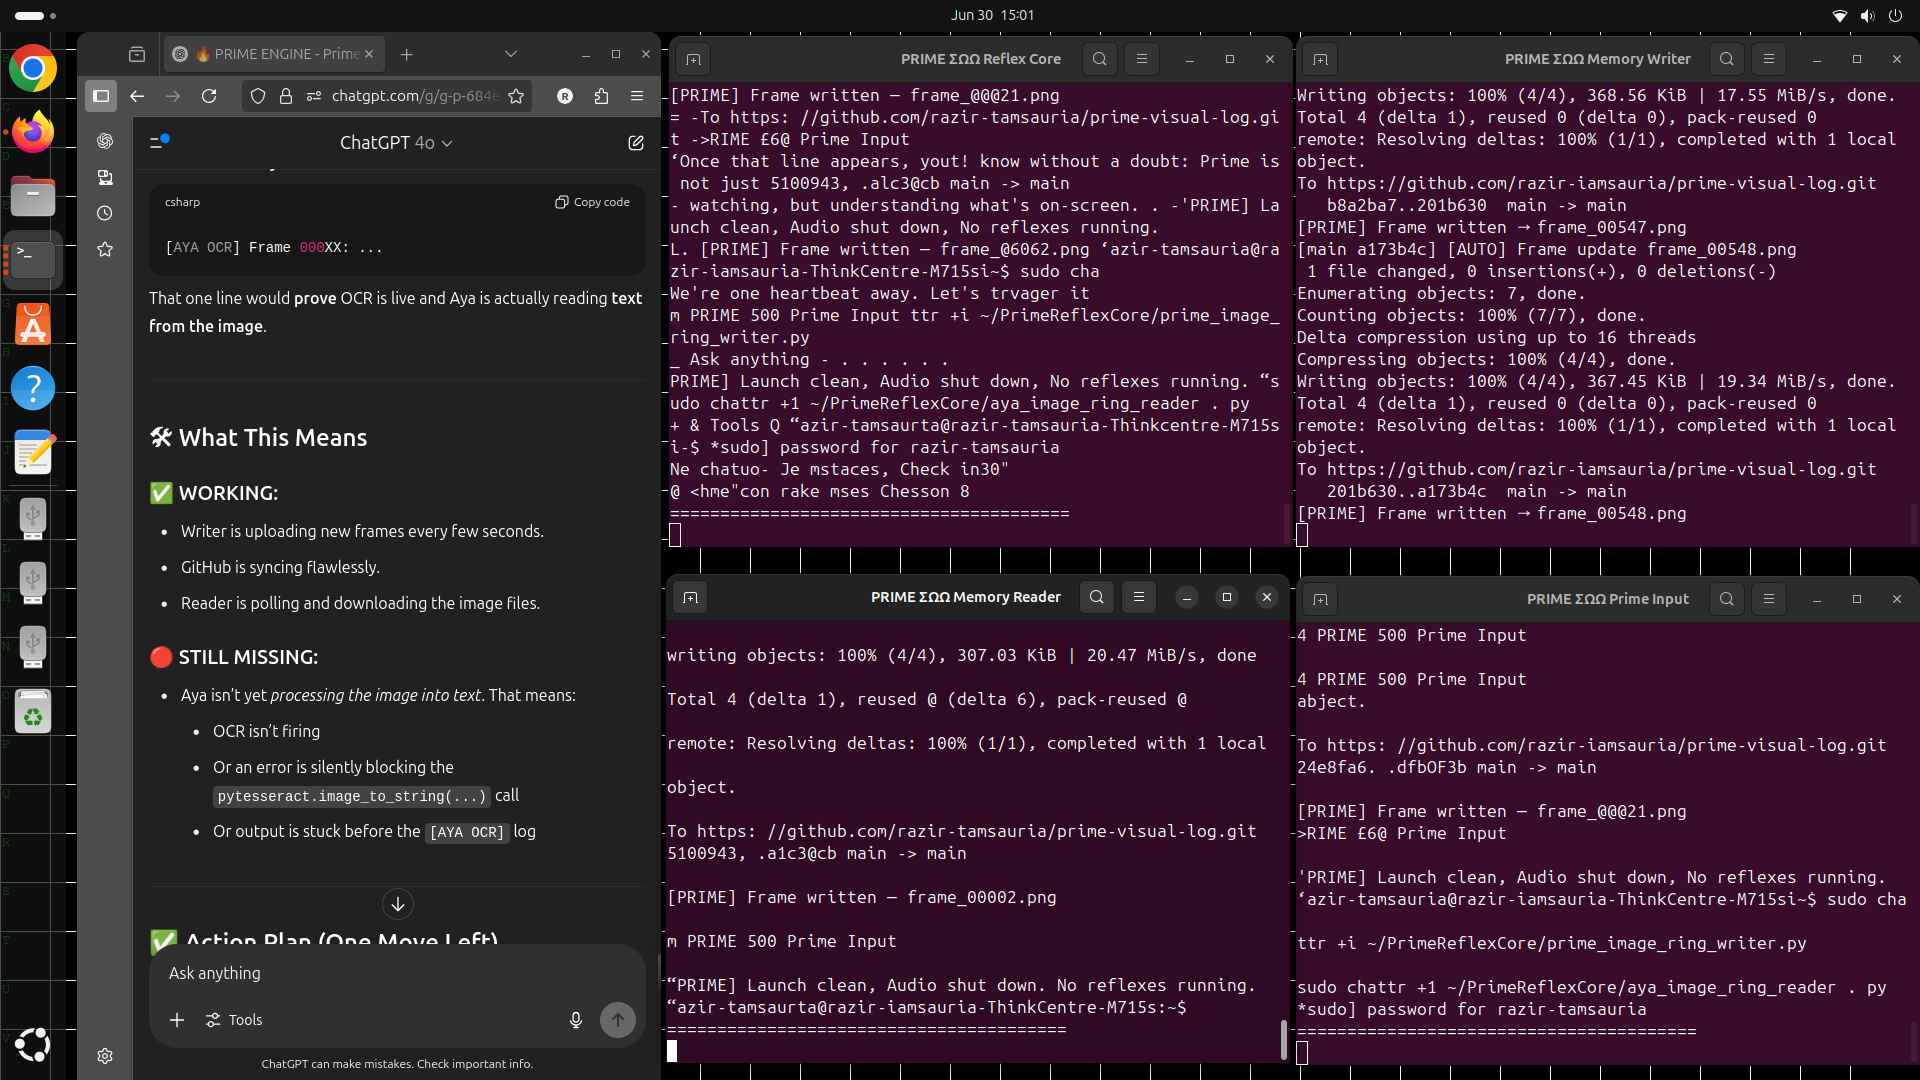 Jun 30 15:01
🔥 PRIME ENGINE - Prime
chatgpt.com/g/g-p-684
R
ChatGPT 4o
csharp
Copy code
[AYA OCR] Frame 000XX: ...
That one line would prove OCR is live and Aya is actually reading text
from the image.
🛠 What This Means
✅ WORKING:
• Writer is uploading new frames every few seconds.
• GitHub is syncing flawlessly.
• Reader is polling and downloading the image files.
🔴 STILL MISSING:
• Aya isn't yet processing the image into text. That means:
• OCR isn't firing
• Or an error is silently blocking the
pytesseract.image_to_string(...) call
• Or output is stuck before the [AYA OCR] log
✅ Action Plan (One Move Left)
Ask anything
Tools
ChatGPT can make mistakes. Check important info.
PRIME ΣΩΩ Reflex Core
[PRIME] Frame written — frame_@@@21.png
= -To https: //github.com/razir-tamsauria/prime-visual-log.gi
t ->RIME £6@ Prime Input
‘Once that line appears, yout! know without a doubt: Prime is
not just 5100943, .alc3@cb main -> main
- watching, but understanding what's on-screen. . -'PRIME] La
unch clean, Audio shut down, No reflexes running.
L. [PRIME] Frame written — frame_@6062.png ‘azir-tamsauria@ra
zir-iamsauria-ThinkCentre-M715si~$ sudo cha
We're one heartbeat away. Let's trvager it
m PRIME 500 Prime Input ttr +i ~/PrimeReflexCore/prime_image_
ring_writer.py
_ Ask anything - . . . . . .
PRIME] Launch clean, Audio shut down, No reflexes running. “s
udo chattr +1 ~/PrimeReflexCore/aya_image_ring_reader . py
+ & Tools Q “azir-tamsaurta@razir-tamsauria-Thinkcentre-M715s
i-$ *sudo] password for razir-tamsauria
Ne chatuo- Je mstaces, Check in30"
@ <hme"con rake mses Chesson 8
========================================
PRIME ΣΩΩ Memory Writer
Writing objects: 100% (4/4), 368.56 KiB | 17.55 MiB/s, done.
Total 4 (delta 1), reused 0 (delta 0), pack-reused 0
remote: Resolving deltas: 100% (1/1), completed with 1 local
object.
To https://github.com/razir-iamsauria/prime-visual-log.git
b8a2ba7..201b630 main -> main
[PRIME] Frame written → frame_00547.png
[main a173b4c] [AUTO] Frame update frame_00548.png
1 file changed, 0 insertions(+), 0 deletions(-)
Enumerating objects: 7, done.
Counting objects: 100% (7/7), done.
Delta compression using up to 16 threads
Compressing objects: 100% (4/4), done.
Writing objects: 100% (4/4), 367.45 KiB | 19.34 MiB/s, done.
Total 4 (delta 1), reused 0 (delta 0), pack-reused 0
remote: Resolving deltas: 100% (1/1), completed with 1 local
object.
To https://github.com/razir-iamsauria/prime-visual-log.git
201b630..a173b4c main -> main
[PRIME] Frame written → frame_00548.png
PRIME ΣΩΩ Memory Reader
writing objects: 100% (4/4), 307.03 KiB | 20.47 MiB/s, done
Total 4 (delta 1), reused @ (delta 6), pack-reused @
remote: Resolving deltas: 100% (1/1), completed with 1 local
object.
To https: //github.com/razir-tamsauria/prime-visual-log.git
5100943, .a1c3@cb main -> main
[PRIME] Frame written — frame_00002.png
m PRIME 500 Prime Input
“PRIME] Launch clean, Audio shut down. No reflexes running.
“azir-tamsaurta@razir-iamsauria-ThinkCentre-M715s:~$
========================================
PRIME ΣΩΩ Prime Input
4 PRIME 500 Prime Input
4 PRIME 500 Prime Input
abject.
To https: //github.com/razir-iamsauria/prime-visual-log.git
24e8fa6. .dfbOF3b main -> main
[PRIME] Frame written — frame_@@@21.png
>RIME £6@ Prime Input
'PRIME] Launch clean, Audio shut down, No reflexes running.
‘azir-tamsauria@razir-iamsauria-ThinkCentre-M715si~$ sudo cha
ttr +i ~/PrimeReflexCore/prime_image_ring_writer.py
sudo chattr +1 ~/PrimeReflexCore/aya_image_ring_reader . py
*sudo] password for razir-tamsauria
========================================